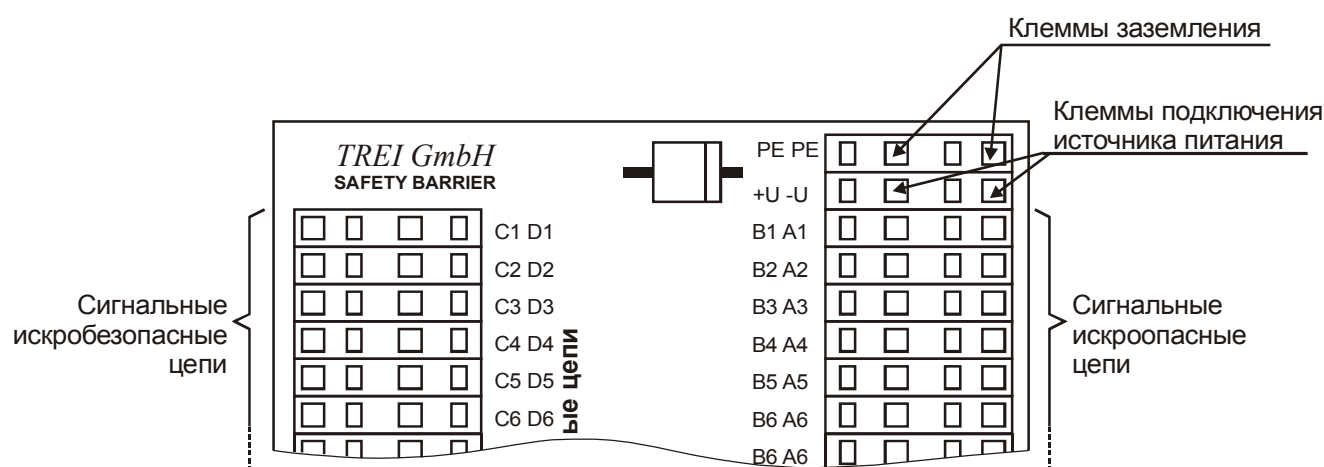 Клеммы заземления
Клеммы подключения
источника питания
TREI GmbH
SAFETY BARRIER
PE PE
+U -U
C1 D1
B1 A1
C2 D2
B2 A2
C3 D3
B3 A3
C4 D4
B4 A4
C5 D5
B5 A5
C6 D6
B6 A6
B6 A6
ые цепи
Сигнальные
искробезопасные
цепи
Сигнальные
искроопасные
цепи